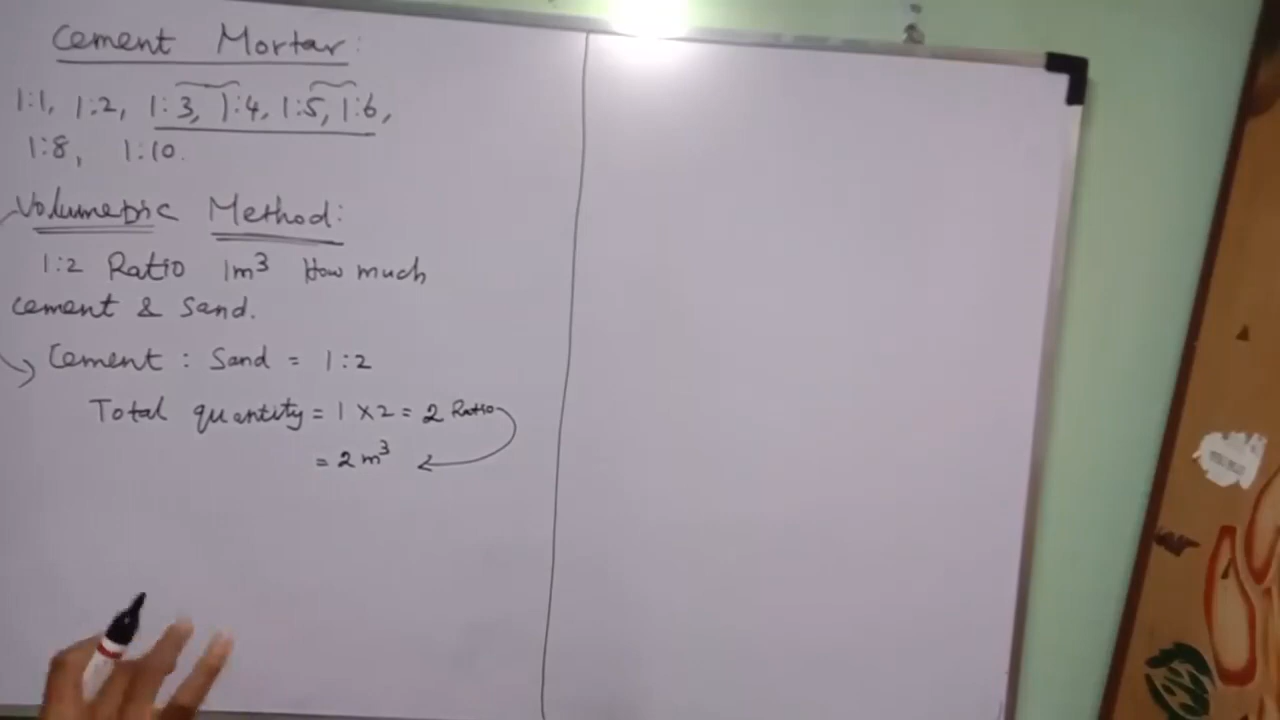 Cement Mortar:
1:1, 1:2, 1:3, 1:4, 1:5, 1:6,
1:8, 1:10.
Volumetric Method:
1:2 Ratio 1m³ How much
cement & Sand.
Cement : Sand = 1:2
Total quantity = 1 x 2 = 2 Ratio
= 2 m³